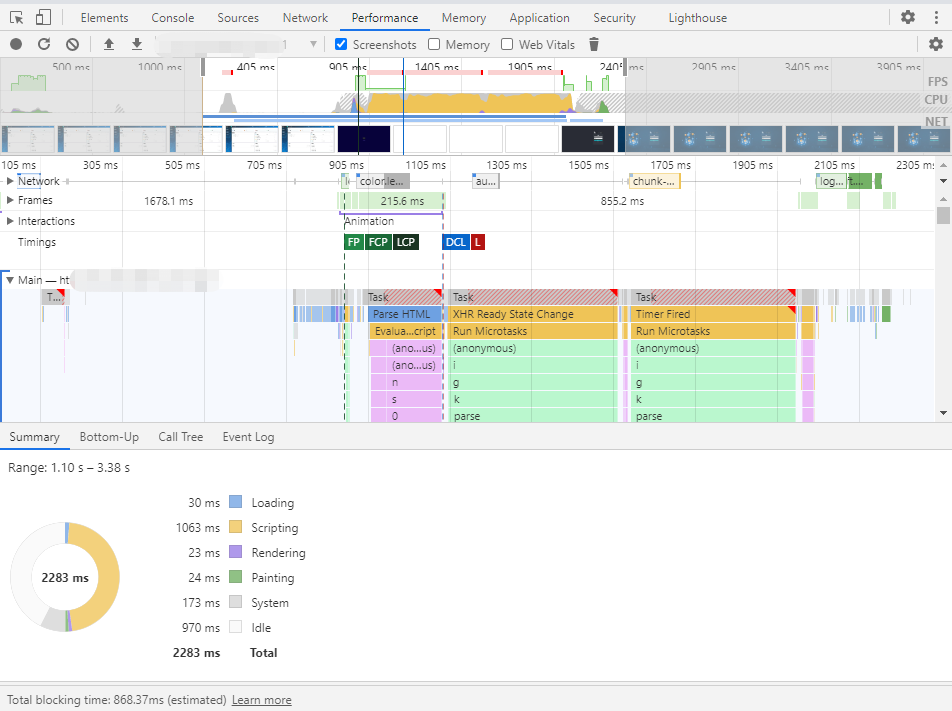 Elements Console Sources Network Performance Memory Application Security Lighthouse
Screenshots Memory Web Vitals
500 ms 1000 ms 405 ms 905 ms 1405 ms 1905 ms 2405 ms 2905 ms 3405 ms 3905 ms
FPS
CPU
NET
105 ms 305 ms 505 ms 705 ms 905 ms 1105 ms 1305 ms 1505 ms 1705 ms 1905 ms 2105 ms 2305 ms
Network color.le... au... chunk-... log... t....
Frames 1678.1 ms 215.6 ms 855.2 ms
Interactions Animation
Timings FP FCP LCP DCL L
Main — ht
T... Task Task Task
Parse HTML XHR Ready State Change Timer Fired
Evalua...cript Run Microtasks Run Microtasks
(ano...us) (anonymous) (anonymous)
(ano...us) i i
n g g
s k k
0 parse parse
Summary Bottom-Up Call Tree Event Log
Range: 1.10 s – 3.38 s
30 ms Loading
1063 ms Scripting
23 ms Rendering
2283 ms
24 ms Painting
173 ms System
970 ms Idle
2283 ms Total
Total blocking time: 868.37ms (estimated) Learn more